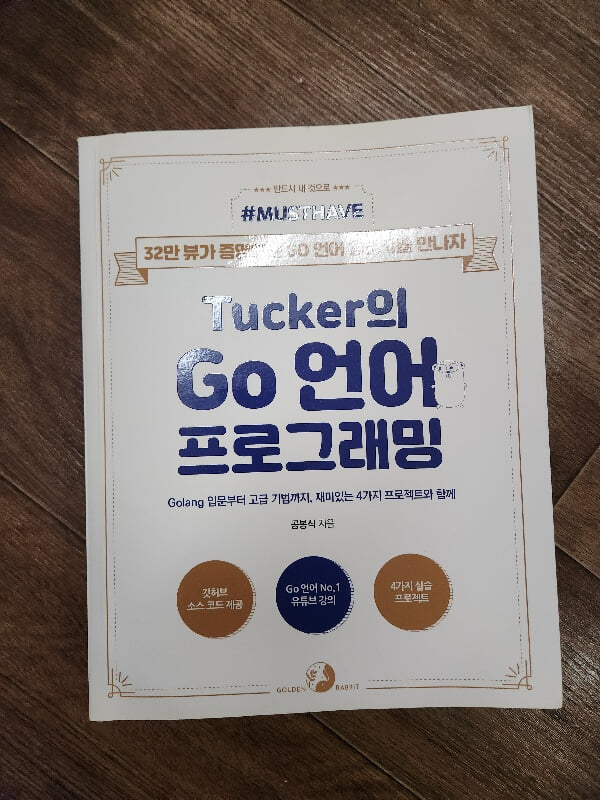 ★★★ 반드시 내 것으로 ★★★
#MUSTHAVE
32만 뷰가 GO 언어 만나자
Tucker의
Go 언어
프로그래밍
Golang 입문부터 고급 기법까지, 재미있는 4가지 프로젝트와 함께
공봉식 지음
깃허브
소스 코드 제공
Go 언어 No.1
유튜브 강의
4가지 실습
프로젝트
GOLDEN RABBIT